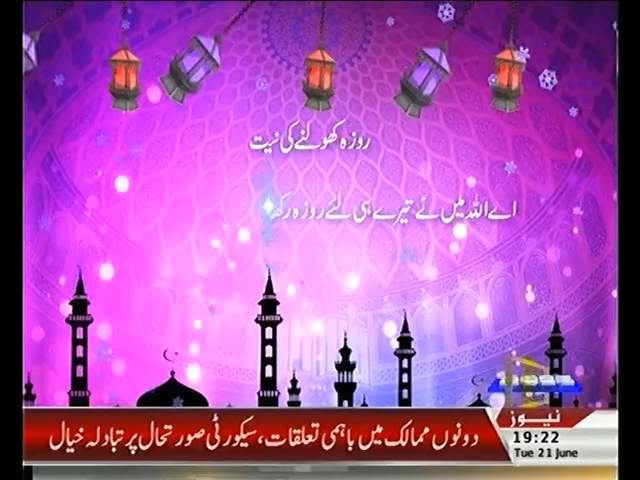 روزہ کھولنے کی نیت
اے اللہ میں نے تیرے ہی لئے روزہ رکھ
دونوں ممالک میں باہمی تعلقات، سیکورٹی صورتحال پر تبادلہ خیال
نیوز
19:22
Tue 21 June